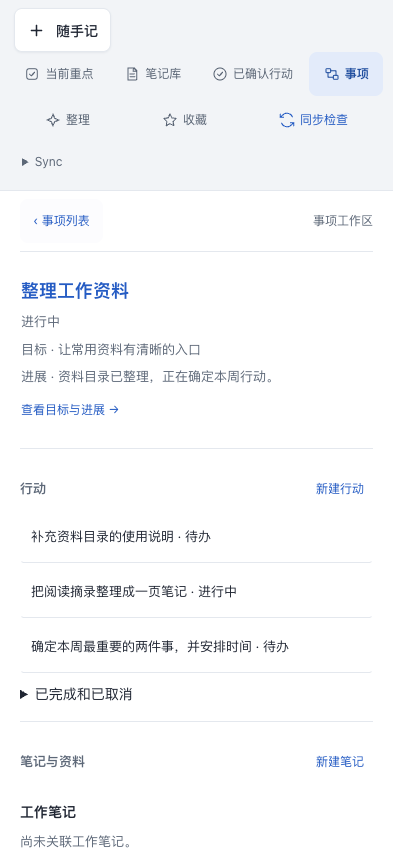 随手记
当前重点
笔记库
已确认行动
事项
整理
收藏
同步检查
Sync
‹ 事项列表
事项工作区
整理工作资料
进行中
目标 · 让常用资料有清晰的入口
进展 · 资料目录已整理，正在确定本周行动。
查看目标与进展 →
行动
新建行动
补充资料目录的使用说明 · 待办
把阅读摘录整理成一页笔记 · 进行中
确定本周最重要的两件事，并安排时间 · 待办
已完成和已取消
笔记与资料
新建笔记
工作笔记
尚未关联工作笔记。